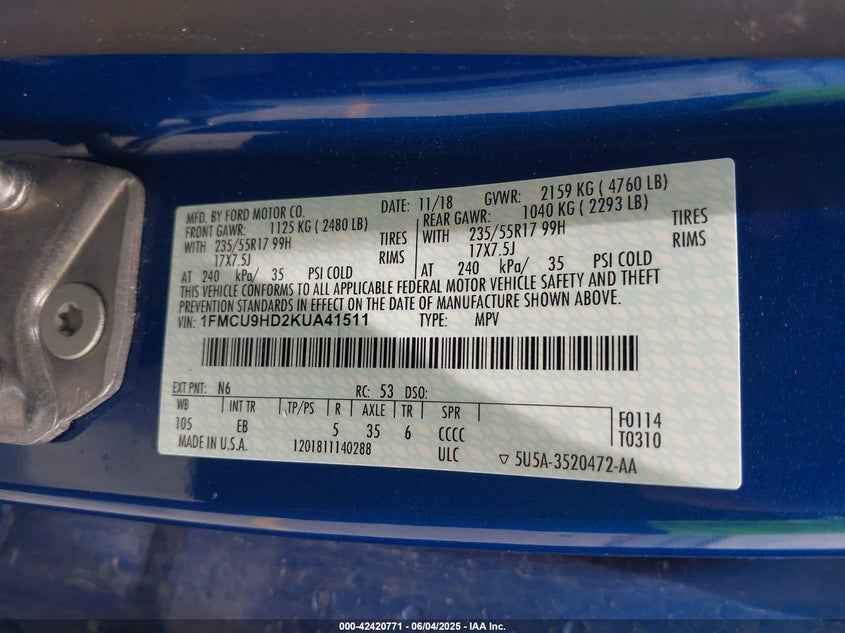 MFD. BY FORD MOTOR CO.
DATE: 11/18 GVWR: 2159 KG ( 4760 LB)
FRONT GAWR: 1125 KG ( 2480 LB) REAR GAWR: 1040 KG ( 2293 LB)
WITH 235/55R17 99H TIRES WITH 235/55R17 99H TIRES
17X7.5J RIMS 17X7.5J RIMS
AT 240 kPa/ 35 PSI COLD AT 240 kPa/ 35 PSI COLD
THIS VEHICLE CONFORMS TO ALL APPLICABLE FEDERAL MOTOR VEHICLE SAFETY AND THEFT
PREVENTION STANDARDS IN EFFECT ON THE DATE OF MANUFACTURE SHOWN ABOVE.
VIN: 1FMCU9HD2KUA41511 TYPE: MPV
EXT PNT: N6 RC: 53 DSO:
WB INT TR TP/PS R AXLE TR SPR F0114
105 EB 5 35 6 CCCC T0310
MADE IN U.S.A. 1201811140288 ULC ▽ 5U5A-3520472-AA
000-42420771 - 06/04/2025 - IAA Inc.